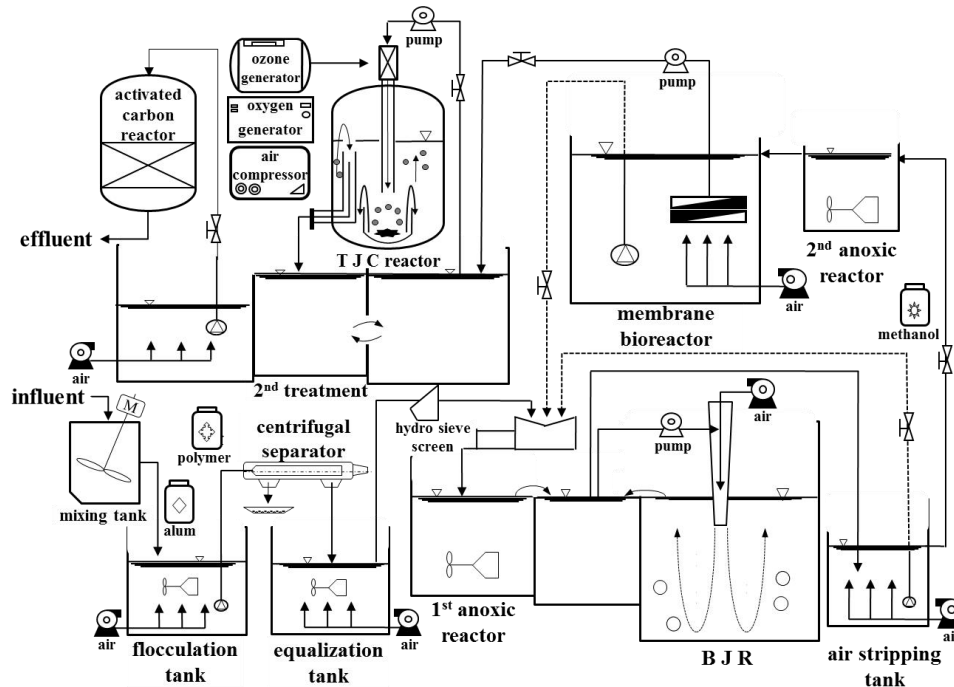 pump
ozone
generator
activated
carbon
reactor
oxygen
generator
air
compressor
pump
effluent
T J C reactor
2nd anoxic
reactor
air
membrane
bioreactor
methanol
air
2nd treatment
influent
M
hydro sieve
screen
air
centrifugal
separator
polymer
pump
mixing tank
alum
1st anoxic
reactor
air
air
air
flocculation
tank
equalization
tank
B J R
air stripping
tank